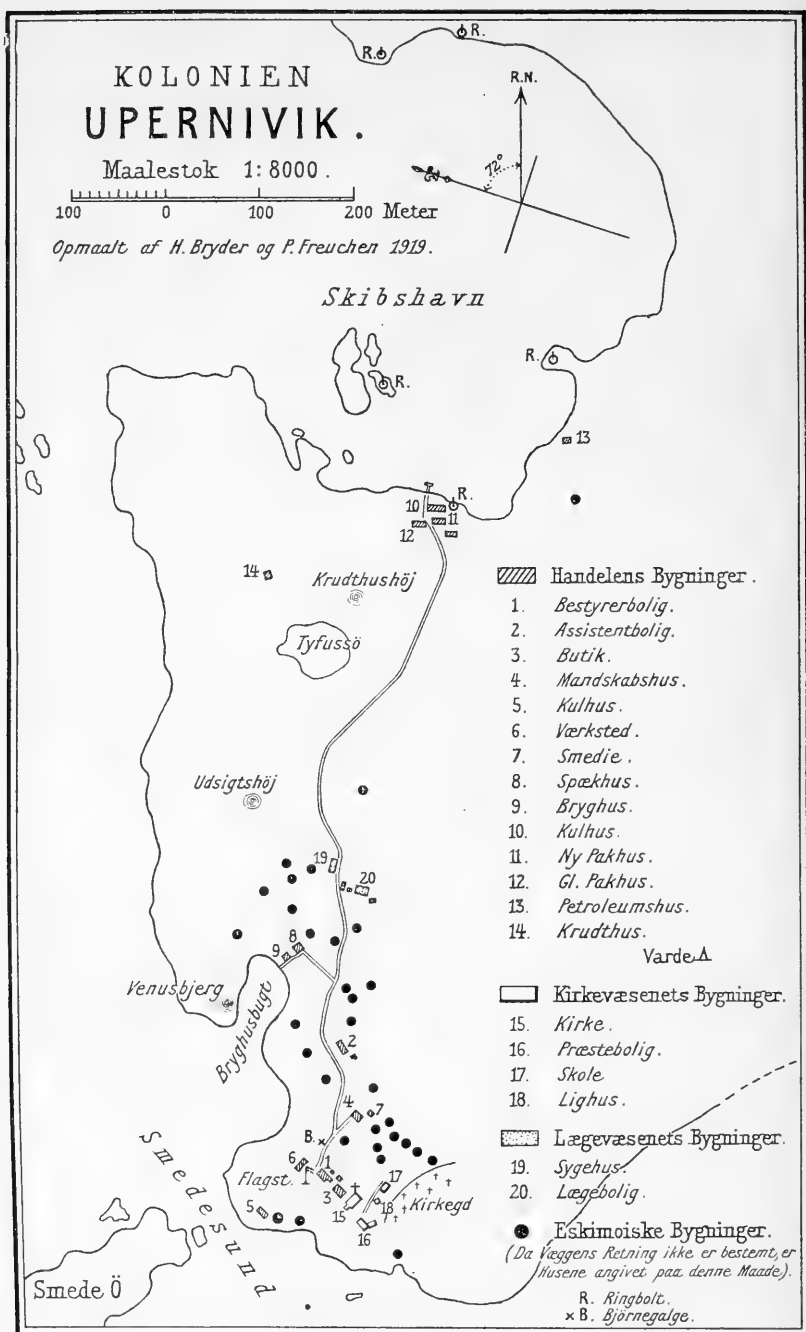 KOLONIEN
UPERNIVIK.
Maalestok 1:8000.
100 0 100 200 Meter
Opmaalt af H. Bryder og P. Freuchen 1919.
R.
R.
R.N.
72°
Skibshavn
R.
R.
13
R.
10
11
12
14
Krudthushöj
Tyfussö
Udsigtshöj
19
20
8
9
Venusbjerg
Bryghusbugt
2
4
7
B.
6
1
Flagst.
3
17
5
15
18
Kirkegd
16
Smedesund
Smede Ö
Handelens Bygninger.
1. Bestyrerbolig.
2. Assistentbolig.
3. Butik.
4. Mandskabshus.
5. Kulhus.
6. Værksted.
7. Smedie.
8. Spækhus.
9. Bryghus.
10. Kulhus.
11. Ny Pakhus.
12. Gl. Pakhus.
13. Petroleumshus.
14. Krudthus.
Varde
Kirkevæsenets Bygninger.
15. Kirke.
16. Præstebolig.
17. Skole
18. Lighus.
Lægevæsenets Bygninger.
19. Sygehus.
20. Lægebolig.
Eskimoiske Bygninger.
(Da Væggens Retning ikke er bestemt, er
Husene angivet paa denne Maade).
R. Ringbolt.
× B. Björnegalge.